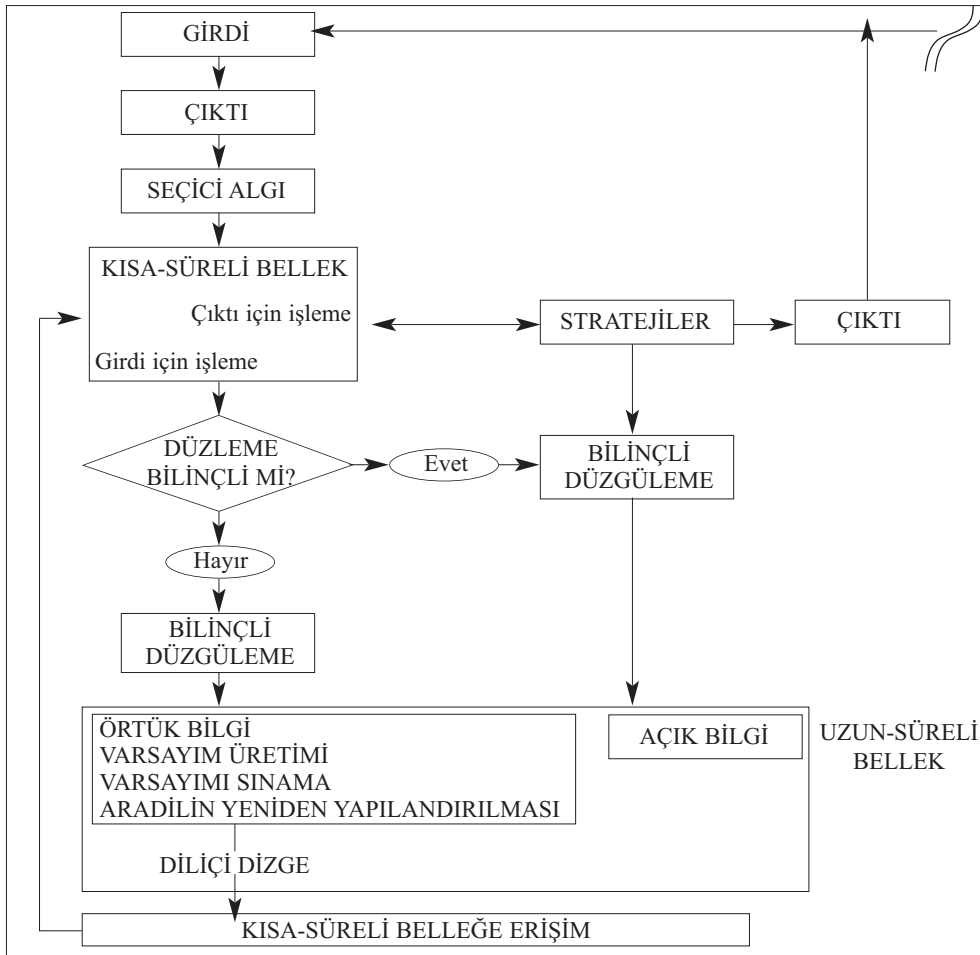 GİRDİ
ÇIKTI
SEÇİCİ ALGI
KISA-SÜRELİ BELLEK
Çıktı için işleme
Girdi için işleme
STRATEJİLER
ÇIKTI
DÜZLEME
BİLİNÇLİ Mİ?
Evet
BİLİNÇLİ
DÜZGÜLEME
Hayır
BİLİNÇLİ
DÜZGÜLEME
ÖRTÜK BİLGİ
VARSAYIM ÜRETİMİ
VARSAYIMI SINAMA
ARADİLİN YENİDEN YAPILANDIRILMASI
AÇIK BİLGİ
UZUN-SÜRELİ
BELLEK
DİLİÇİ DİZGE
KISA-SÜRELİ BELLEĞE ERİŞİM